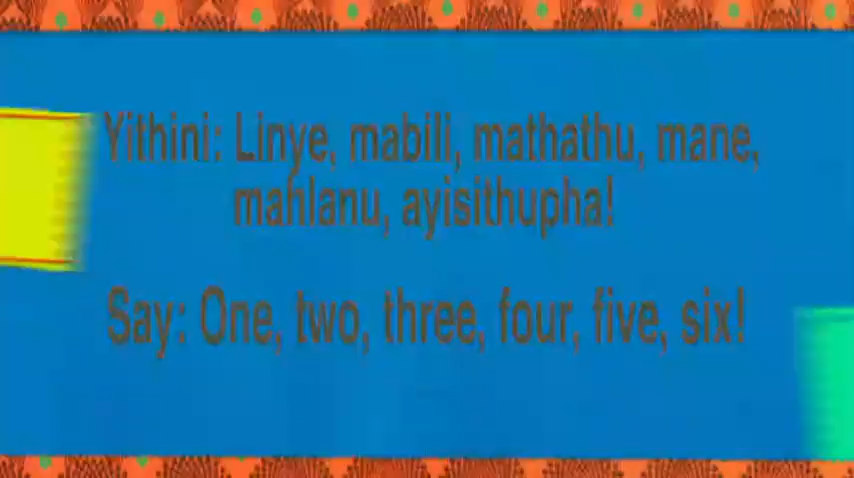 Yithini: Linye, mabili, mathathu, mane,
mahlanu, ayisithupha!
Say: One, two, three, four, five, six!